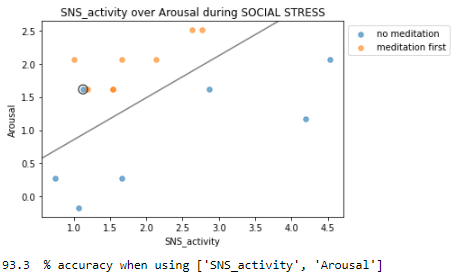 SNS_activity over Arousal during SOCIAL STRESS
no meditation
meditation first
2.5
2.0
1.5
1.0
0.5
0.0
Arousal
1.0 1.5 2.0 2.5 3.0 3.5 4.0 4.5
SNS_activity
93.3 % accuracy when using ['SNS_activity', 'Arousal']